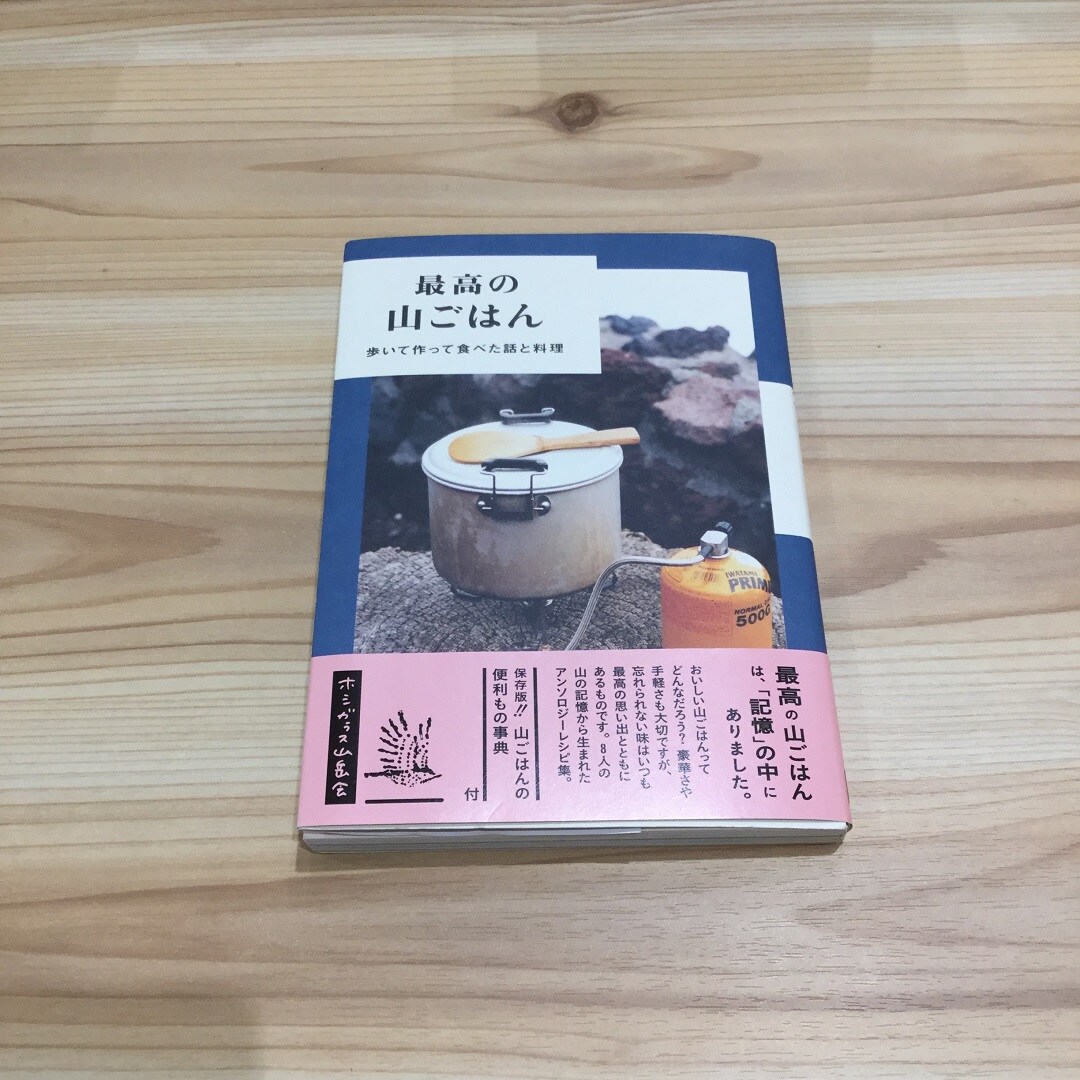 最高の
山ごはん
歩いて作って食べた話と料理
IWATANI
PRIM
NORMAL
500G
最高の山ごはん
は、「記憶」の中に
ありました。
おいしい山ごはんって
どんなだろう? 豪華さや
手軽さも大切ですが、
忘れられない味はいつも
最高の思い出とともに
あるものです。8人の
山の記憶から生まれた
アンソロジーレシピ集。
保存版!! 山ごはんの
便利もの事典
付
ホシガラス山岳会